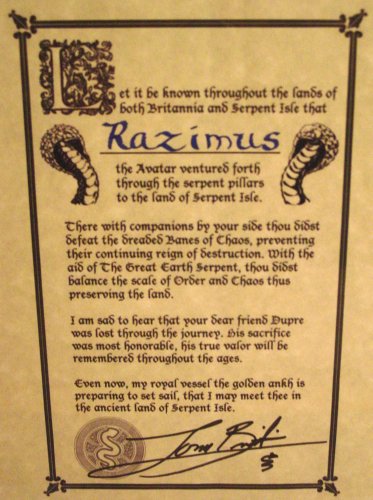 Let it be known throughout the lands of
both Britannia and Serpent Isle that
Razimus
the Avatar ventured forth
through the serpent pillars
to the land of Serpent Isle.
There with companions by your side thou didst
defeat the dreaded Banes of Chaos, preventing
their continuing reign of destruction. With the
aid of The Great Earth Serpent, thou didst
balance the scale of Order and Chaos thus
preserving the land.
I am sad to hear that your dear friend Dupre
was lost through the journey. His sacrifice
was most honorable, his true valor will be
remembered throughout the ages.
Even now, my royal vessel the golden ankh is
preparing to set sail, that I may meet thee in
the ancient land of Serpent Isle.